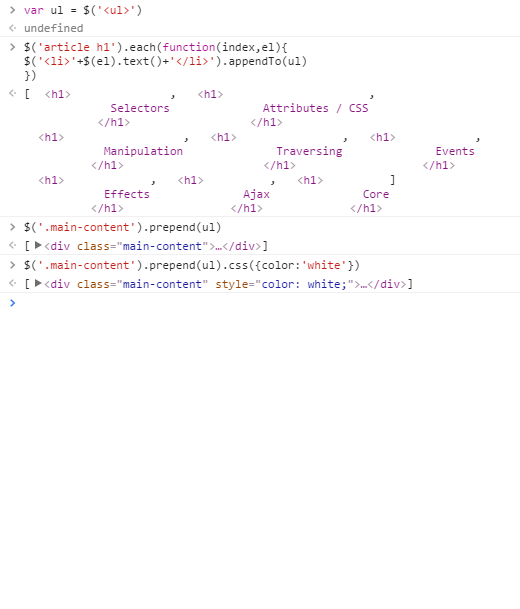 var ul = $('<ul>')
undefined
$('article h1').each(function(index,el){
$('<li>'+$(el).text()+'</li>').appendTo(ul)
})
[ <h1> , <h1> ,
Selectors Attributes / CSS
</h1> </h1>
<h1> , <h1> , <h1> ,
Manipulation Traversing Events
</h1> </h1> </h1>
<h1> , <h1> , <h1> ]
Effects Ajax Core
</h1> </h1> </h1>
$('.main-content').prepend(ul)
[ ▶<div class="main-content">…</div>]
$('.main-content').prepend(ul).css({color:'white'})
[ ▶<div class="main-content" style="color: white;">…</div>]